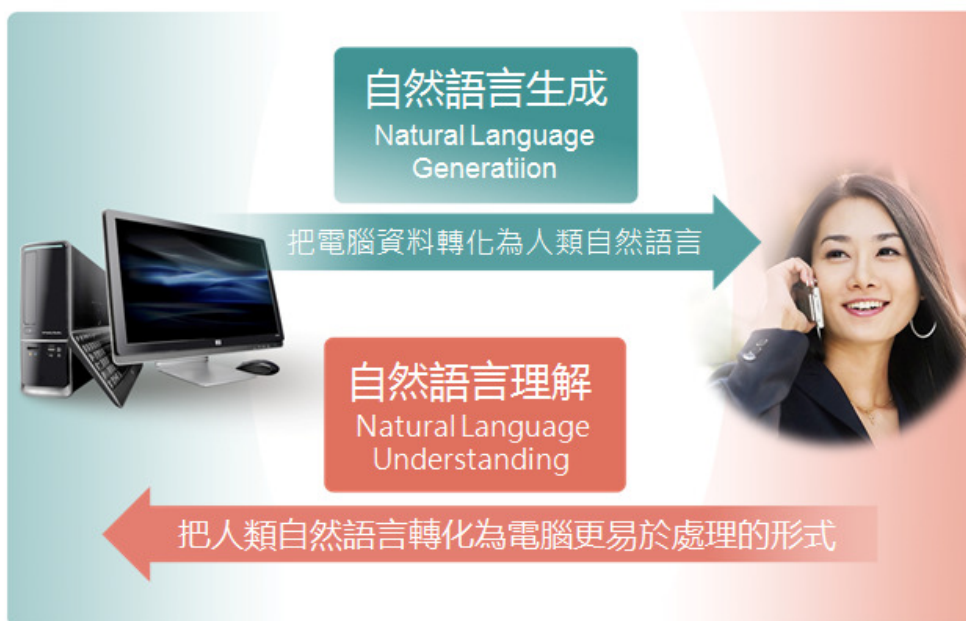 自然語言生成
Natural Language
Generatiion
把電腦資料轉化為人類自然語言
自然語言理解
Natural Language
Understanding
把人類自然語言轉化為電腦更易於處理的形式